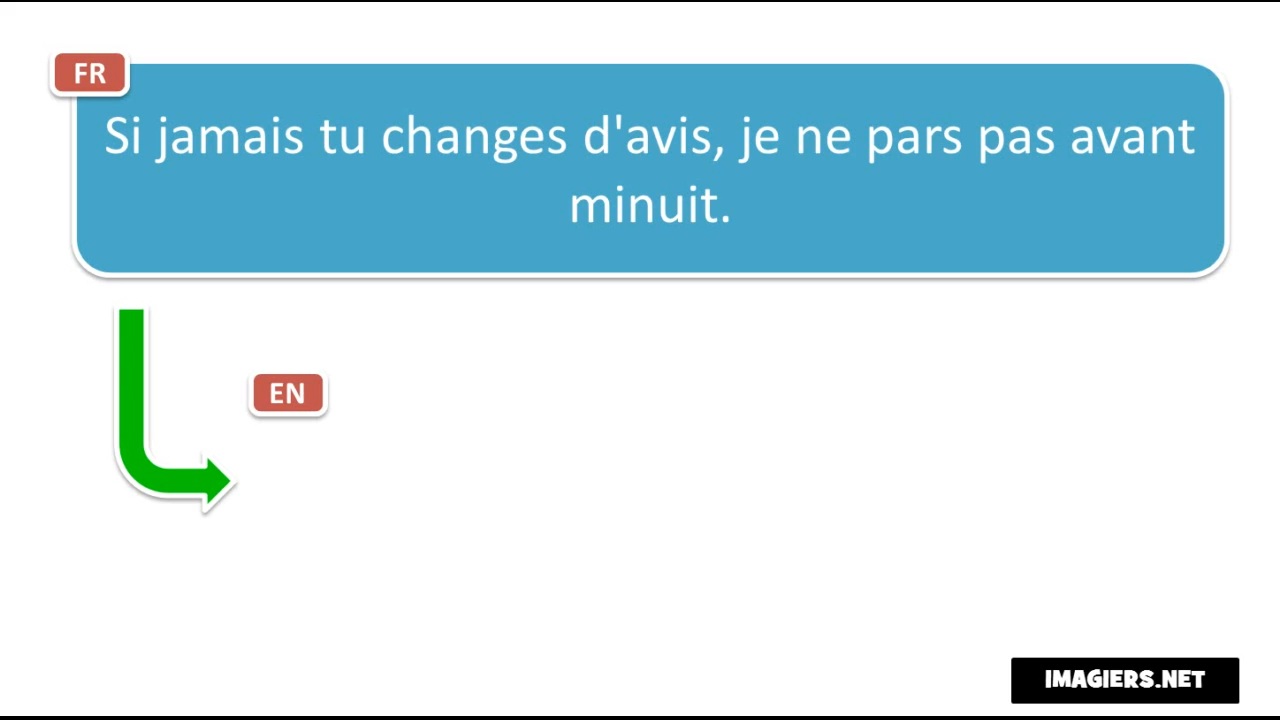 FR
Si jamais tu changes d'avis, je ne pars pas avant
minuit.
EN
IMAGIERS.NET